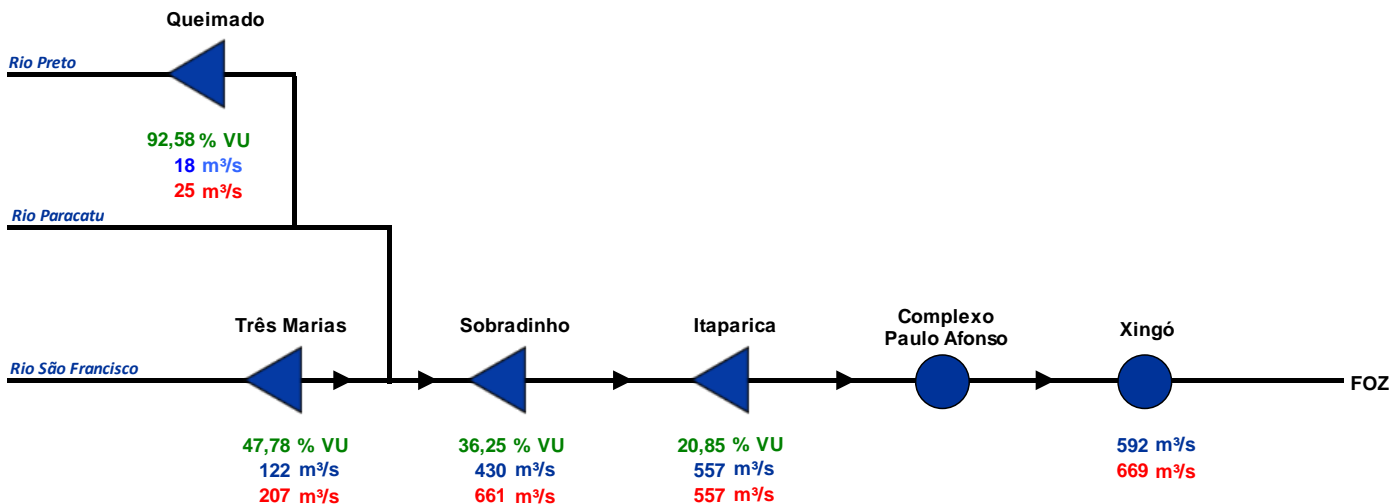 Queimado
Rio Preto
92,58 % VU
18 m³/s
25 m³/s
Rio Paracatu
Três Marias
Sobradinho
Itaparica
Complexo
Paulo Afonso
Xingó
Rio São Francisco
FOZ
47,78 % VU
122 m³/s
207 m³/s
36,25 % VU
430 m³/s
661 m³/s
20,85 % VU
557 m³/s
557 m³/s
592 m³/s
669 m³/s